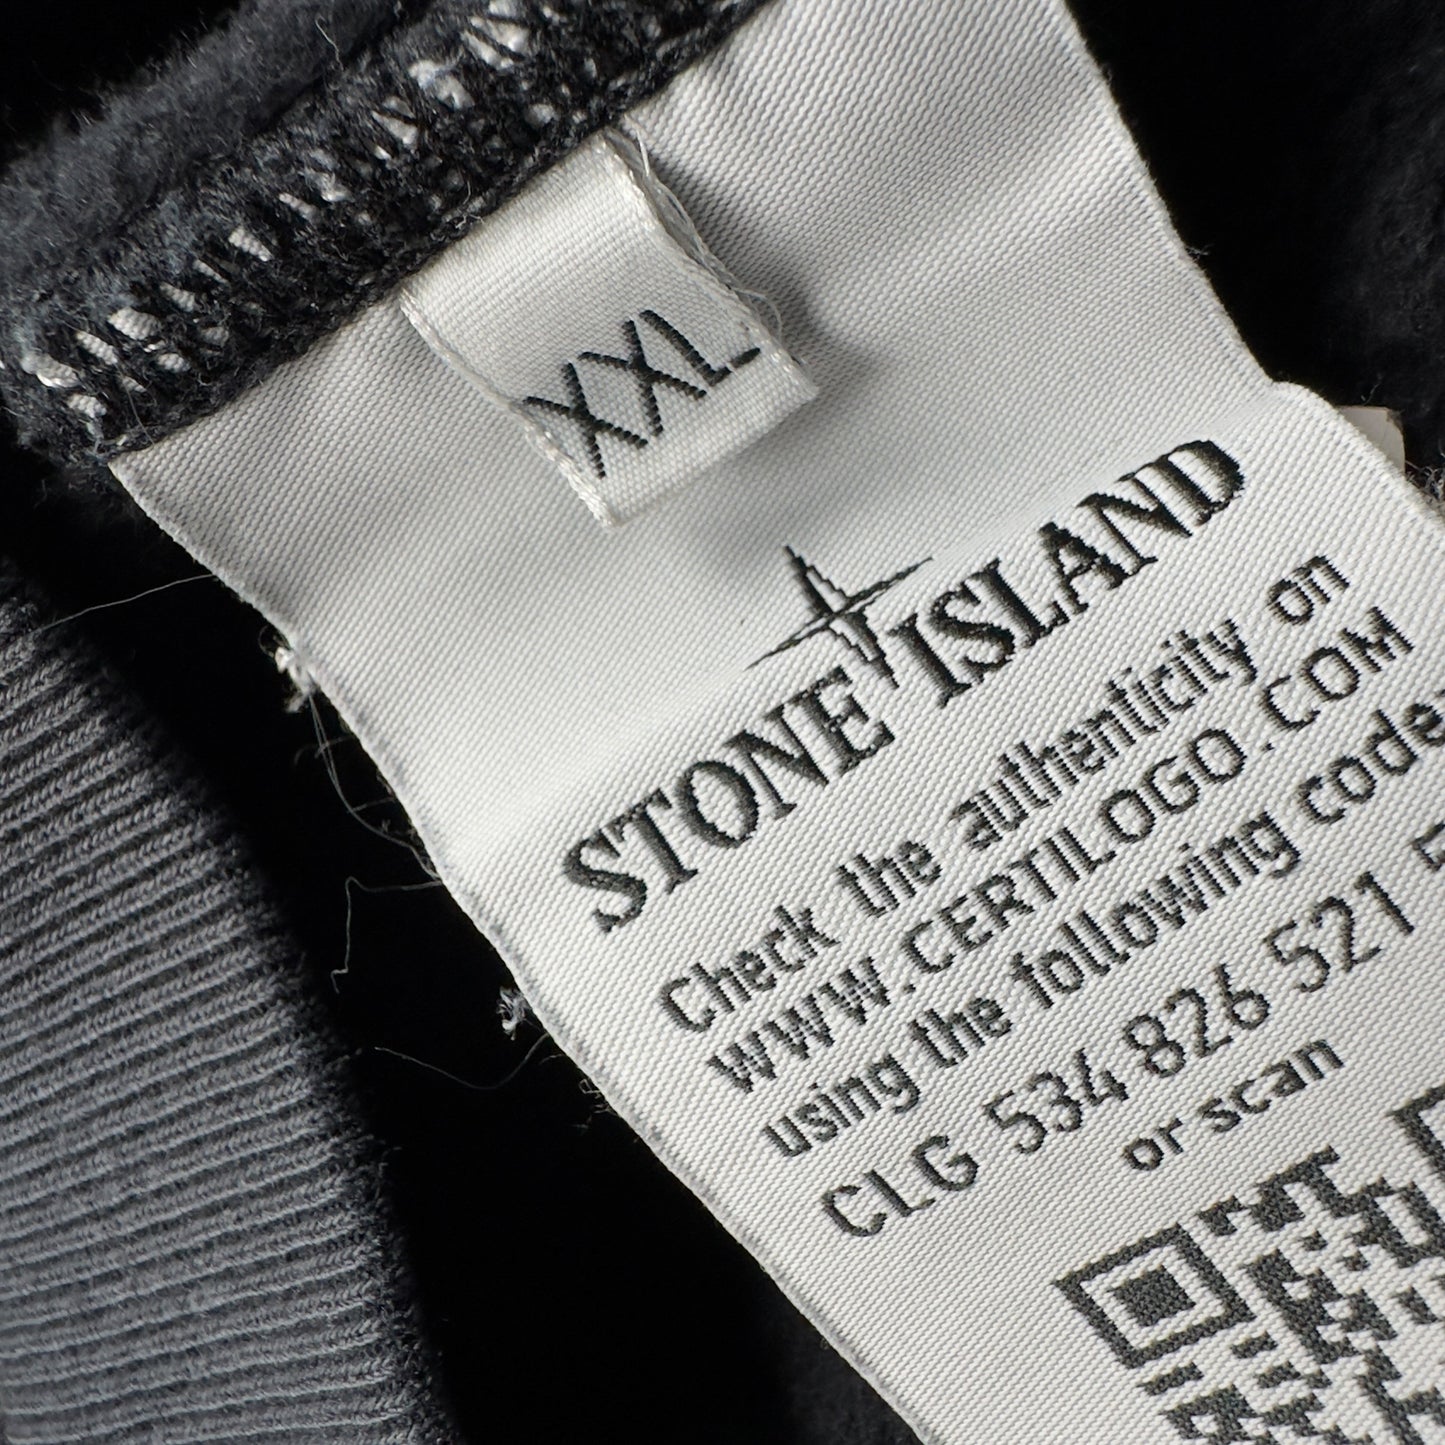 XXL
STONE ISLAND
Check the authenticity on
WWW.CERTILOGO.COM
using the following code
CLG 534 826 521
or scan